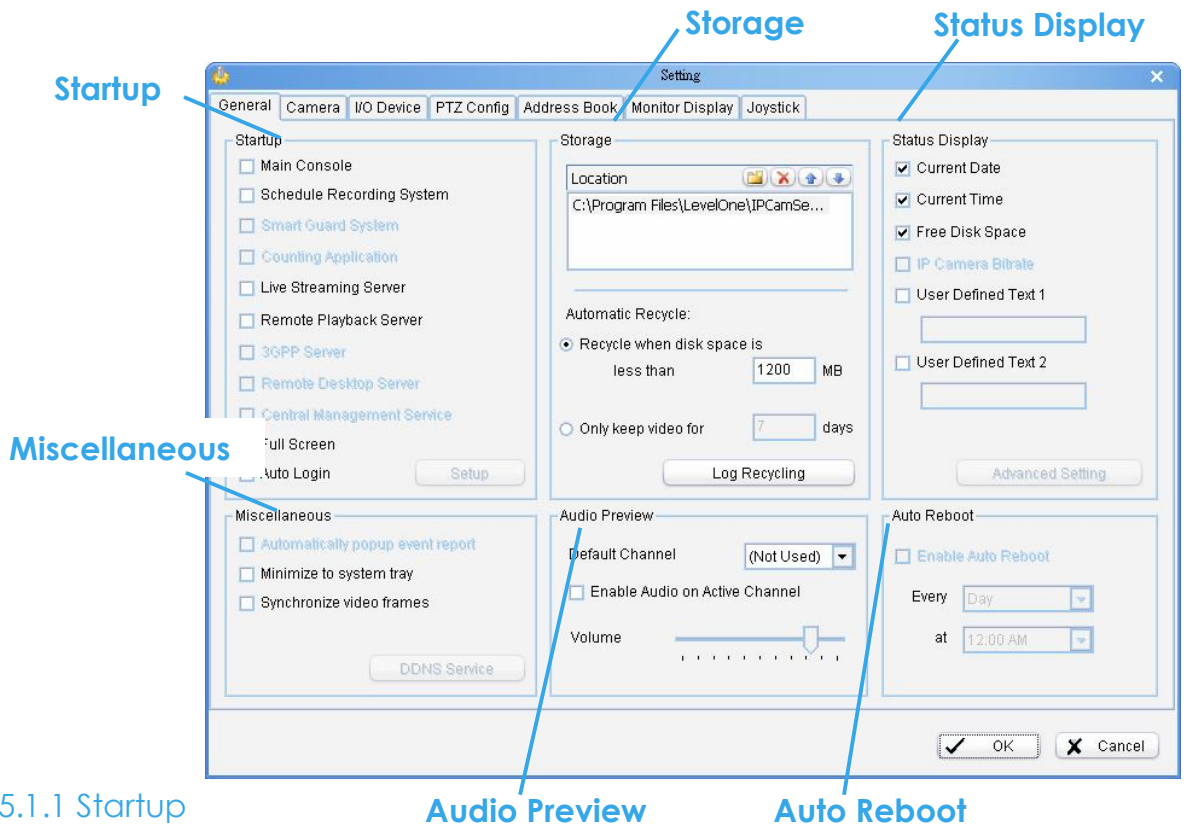 Storage
Status Display
Startup
Setting
General Camera I/O Device PTZ Config Address Book Monitor Display Joystick
Startup
Main Console
Schedule Recording System
Smart Guard System
Counting Application
Live Streaming Server
Remote Playback Server
3GPP Server
Remote Desktop Server
Central Management Service
Full Screen
Auto Login
Setup
Storage
Location
C:\Program Files\LevelOne\IPCamSe...
Automatic Recycle:
Recycle when disk space is
less than 1200 MB
Only keep video for 7 days
Log Recycling
Status Display
Current Date
Current Time
Free Disk Space
IP Camera Bitrate
User Defined Text 1
User Defined Text 2
Advanced Setting
Miscellaneous
Miscellaneous
Automatically popup event report
Minimize to system tray
Synchronize video frames
DDNS Service
Audio Preview
Default Channel (Not Used)
Enable Audio on Active Channel
Volume
Auto Reboot
Enable Auto Reboot
Every Day
at 12:00 AM
OK Cancel
5.1.1 Startup
Audio Preview
Auto Reboot